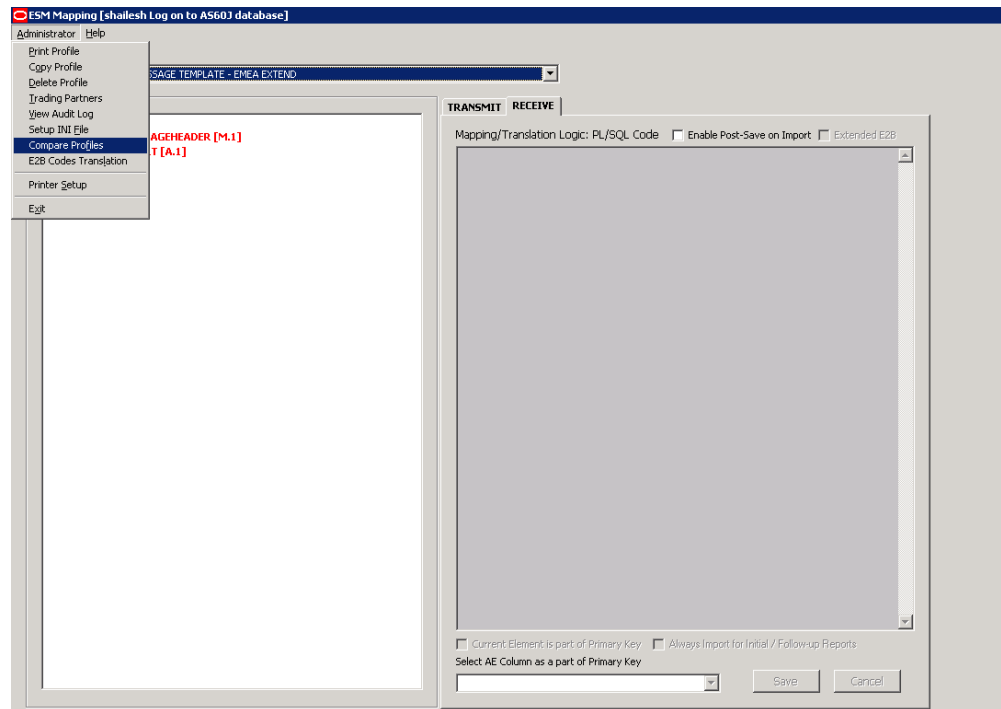 ESM Mapping [shailesh Log on to AS60J database]
Administrator Help
Print Profile
Copy Profile
Delete Profile
Trading Partners
View Audit Log
Setup INI File
Compare Profiles
E2B Codes Translation
Printer Setup
Exit
SSAGE TEMPLATE - EMEA EXTEND
AGEHEADER [M.1]
T [A.1]
TRANSMIT RECEIVE
Mapping/Translation Logic: PL/SQL Code Enable Post-Save on Import Extended E2B
Current Element is part of Primary Key Always Import for Initial / Follow-up Reports
Select AE Column as a part of Primary Key
Save Cancel